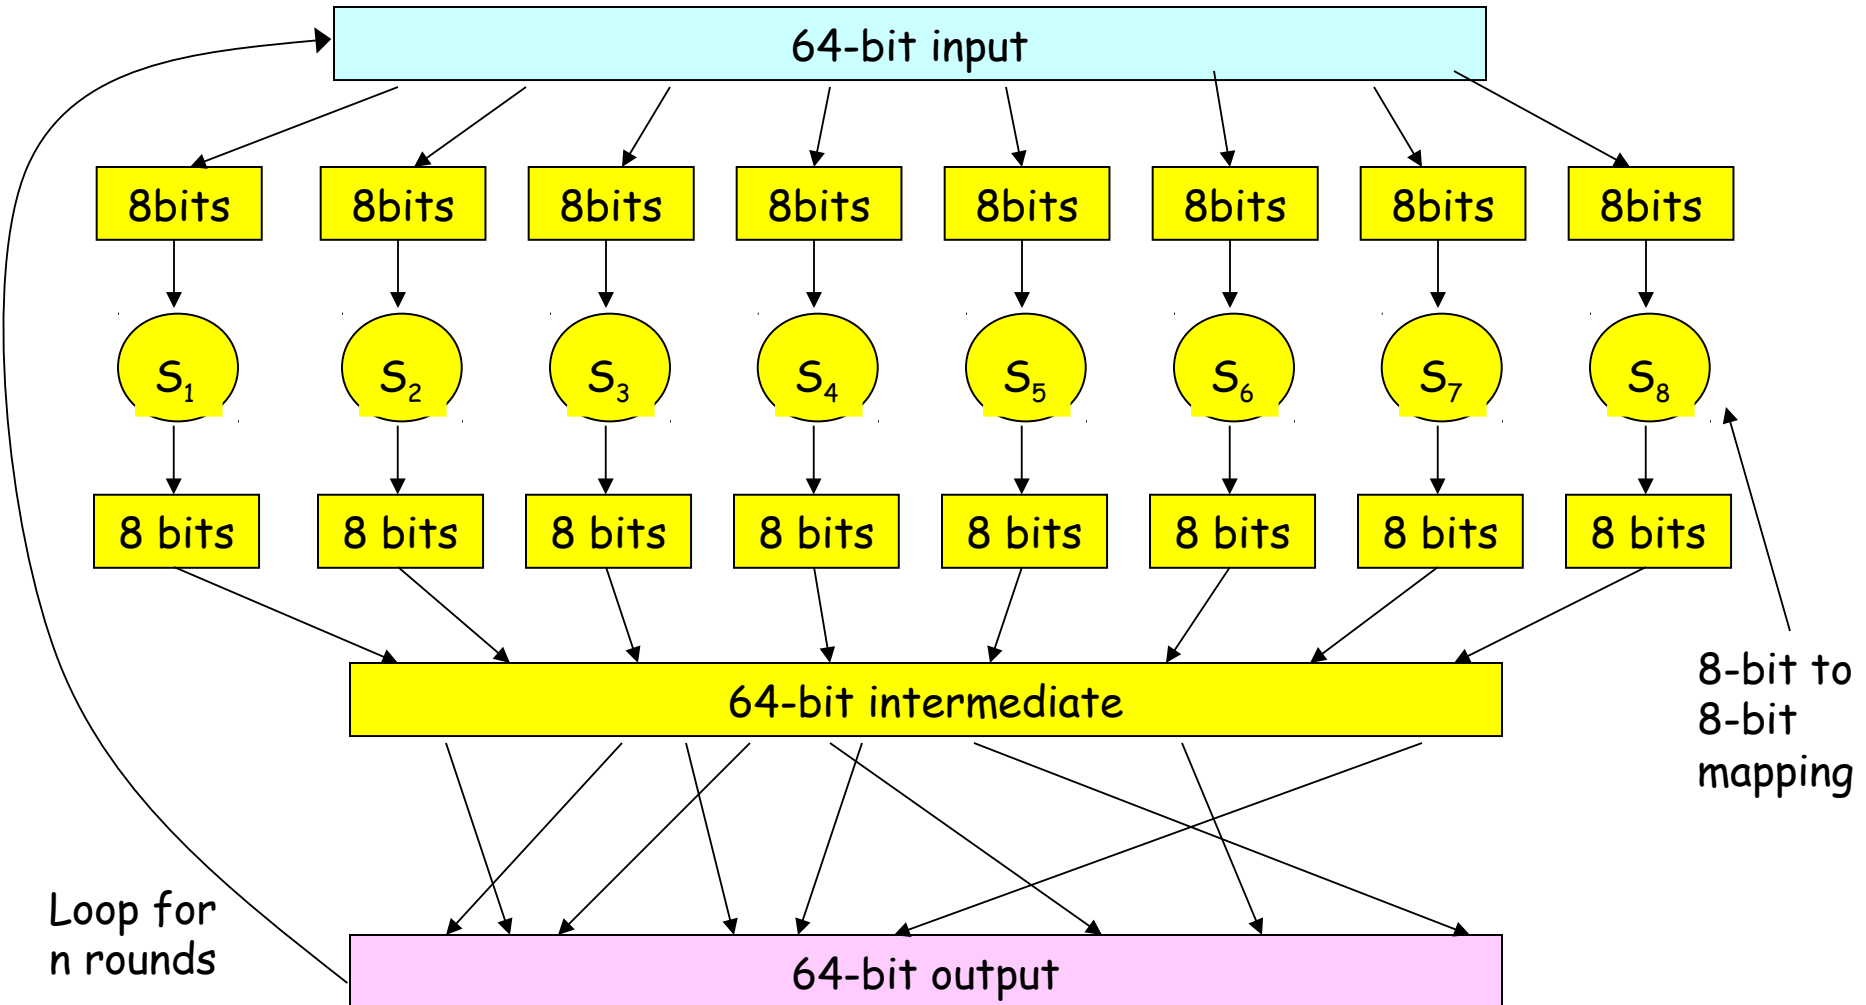 64-bit input
8bits 8bits 8bits 8bits 8bits 8bits 8bits 8bits
S₁ S₂ S₃ S₄ S₅ S₆ S₇ S₈
8 bits 8 bits 8 bits 8 bits 8 bits 8 bits 8 bits 8 bits
64-bit intermediate
8-bit to
8-bit
mapping
Loop for
n rounds
64-bit output